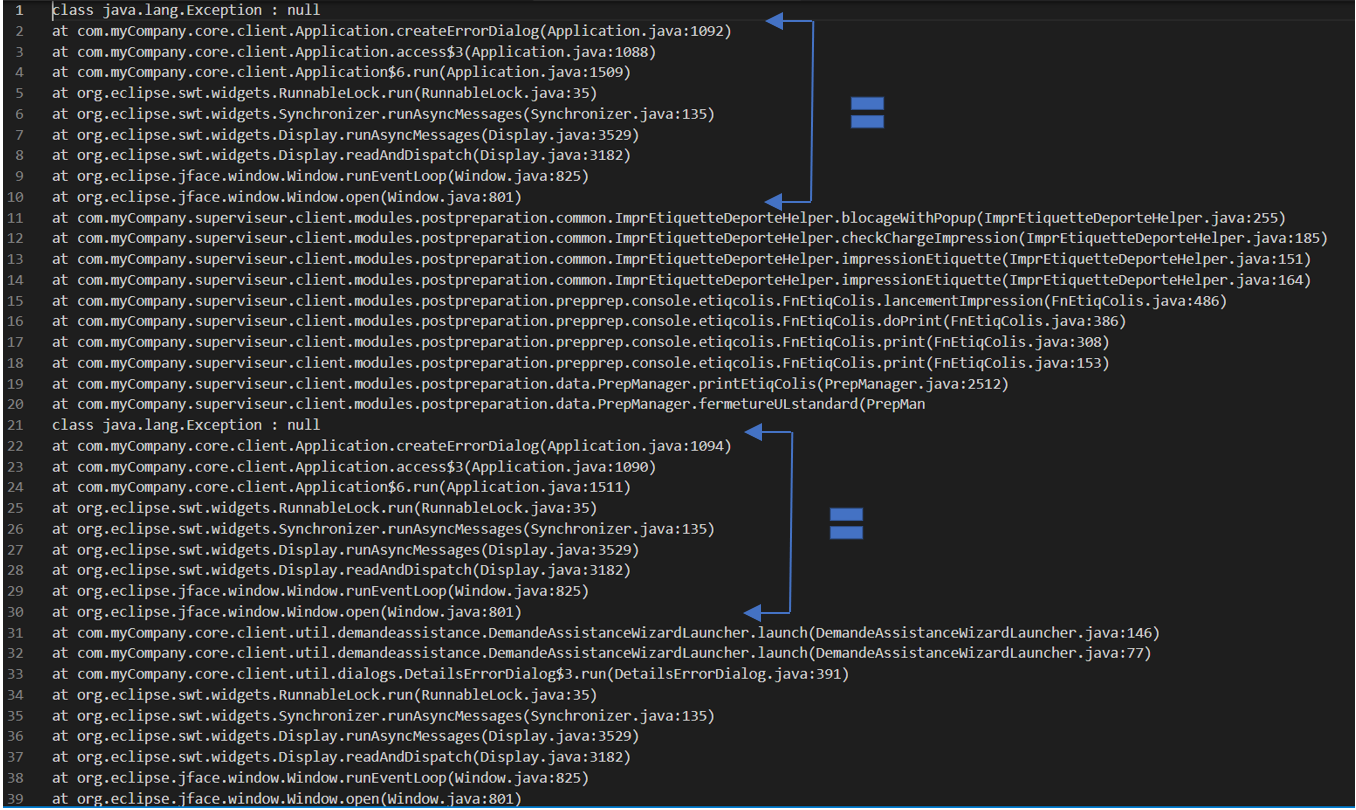 1 class java.lang.Exception : null
2 at com.myCompany.core.client.Application.createErrorDialog(Application.java:1092)
3 at com.myCompany.core.client.Application.access$3(Application.java:1088)
4 at com.myCompany.core.client.Application$6.run(Application.java:1509)
5 at org.eclipse.swt.widgets.RunnableLock.run(RunnableLock.java:35)
6 at org.eclipse.swt.widgets.Synchronizer.runAsyncMessages(Synchronizer.java:135)
7 at org.eclipse.swt.widgets.Display.runAsyncMessages(Display.java:3529)
8 at org.eclipse.swt.widgets.Display.readAndDispatch(Display.java:3182)
9 at org.eclipse.jface.window.Window.runEventLoop(Window.java:825)
10 at org.eclipse.jface.window.Window.open(Window.java:801)
11 at com.myCompany.superviseur.client.modules.postpreparation.common.ImprEtiquetteDeporteHelper.blocageWithPopup(ImprEtiquetteDeporteHelper.java:255)
12 at com.myCompany.superviseur.client.modules.postpreparation.common.ImprEtiquetteDeporteHelper.checkChargeImpression(ImprEtiquetteDeporteHelper.java:185)
13 at com.myCompany.superviseur.client.modules.postpreparation.common.ImprEtiquetteDeporteHelper.impressionEtiquette(ImprEtiquetteDeporteHelper.java:151)
14 at com.myCompany.superviseur.client.modules.postpreparation.common.ImprEtiquetteDeporteHelper.impressionEtiquette(ImprEtiquetteDeporteHelper.java:164)
15 at com.myCompany.superviseur.client.modules.postpreparation.prepprep.console.etiqcolis.FnEtiqColis.lancementImpression(FnEtiqColis.java:486)
16 at com.myCompany.superviseur.client.modules.postpreparation.prepprep.console.etiqcolis.FnEtiqColis.doPrint(FnEtiqColis.java:386)
17 at com.myCompany.superviseur.client.modules.postpreparation.prepprep.console.etiqcolis.FnEtiqColis.print(FnEtiqColis.java:308)
18 at com.myCompany.superviseur.client.modules.postpreparation.prepprep.console.etiqcolis.FnEtiqColis.print(FnEtiqColis.java:153)
19 at com.myCompany.superviseur.client.modules.postpreparation.data.PrepManager.printEtiqColis(PrepManager.java:2512)
20 at com.myCompany.superviseur.client.modules.postpreparation.data.PrepManager.fermetureULstandard(PrepMan
21 class java.lang.Exception : null
22 at com.myCompany.core.client.Application.createErrorDialog(Application.java:1094)
23 at com.myCompany.core.client.Application.access$3(Application.java:1090)
24 at com.myCompany.core.client.Application$6.run(Application.java:1511)
25 at org.eclipse.swt.widgets.RunnableLock.run(RunnableLock.java:35)
26 at org.eclipse.swt.widgets.Synchronizer.runAsyncMessages(Synchronizer.java:135)
27 at org.eclipse.swt.widgets.Display.runAsyncMessages(Display.java:3529)
28 at org.eclipse.swt.widgets.Display.readAndDispatch(Display.java:3182)
29 at org.eclipse.jface.window.Window.runEventLoop(Window.java:825)
30 at org.eclipse.jface.window.Window.open(Window.java:801)
31 at com.myCompany.core.client.util.demandeassistance.DemandeAssistanceWizardLauncher.launch(DemandeAssistanceWizardLauncher.java:146)
32 at com.myCompany.core.client.util.demandeassistance.DemandeAssistanceWizardLauncher.launch(DemandeAssistanceWizardLauncher.java:77)
33 at com.myCompany.core.client.util.dialogs.DetailsErrorDialog$3.run(DetailsErrorDialog.java:391)
34 at org.eclipse.swt.widgets.RunnableLock.run(RunnableLock.java:35)
35 at org.eclipse.swt.widgets.Synchronizer.runAsyncMessages(Synchronizer.java:135)
36 at org.eclipse.swt.widgets.Display.runAsyncMessages(Display.java:3529)
37 at org.eclipse.swt.widgets.Display.readAndDispatch(Display.java:3182)
38 at org.eclipse.jface.window.Window.runEventLoop(Window.java:825)
39 at org.eclipse.jface.window.Window.open(Window.java:801)